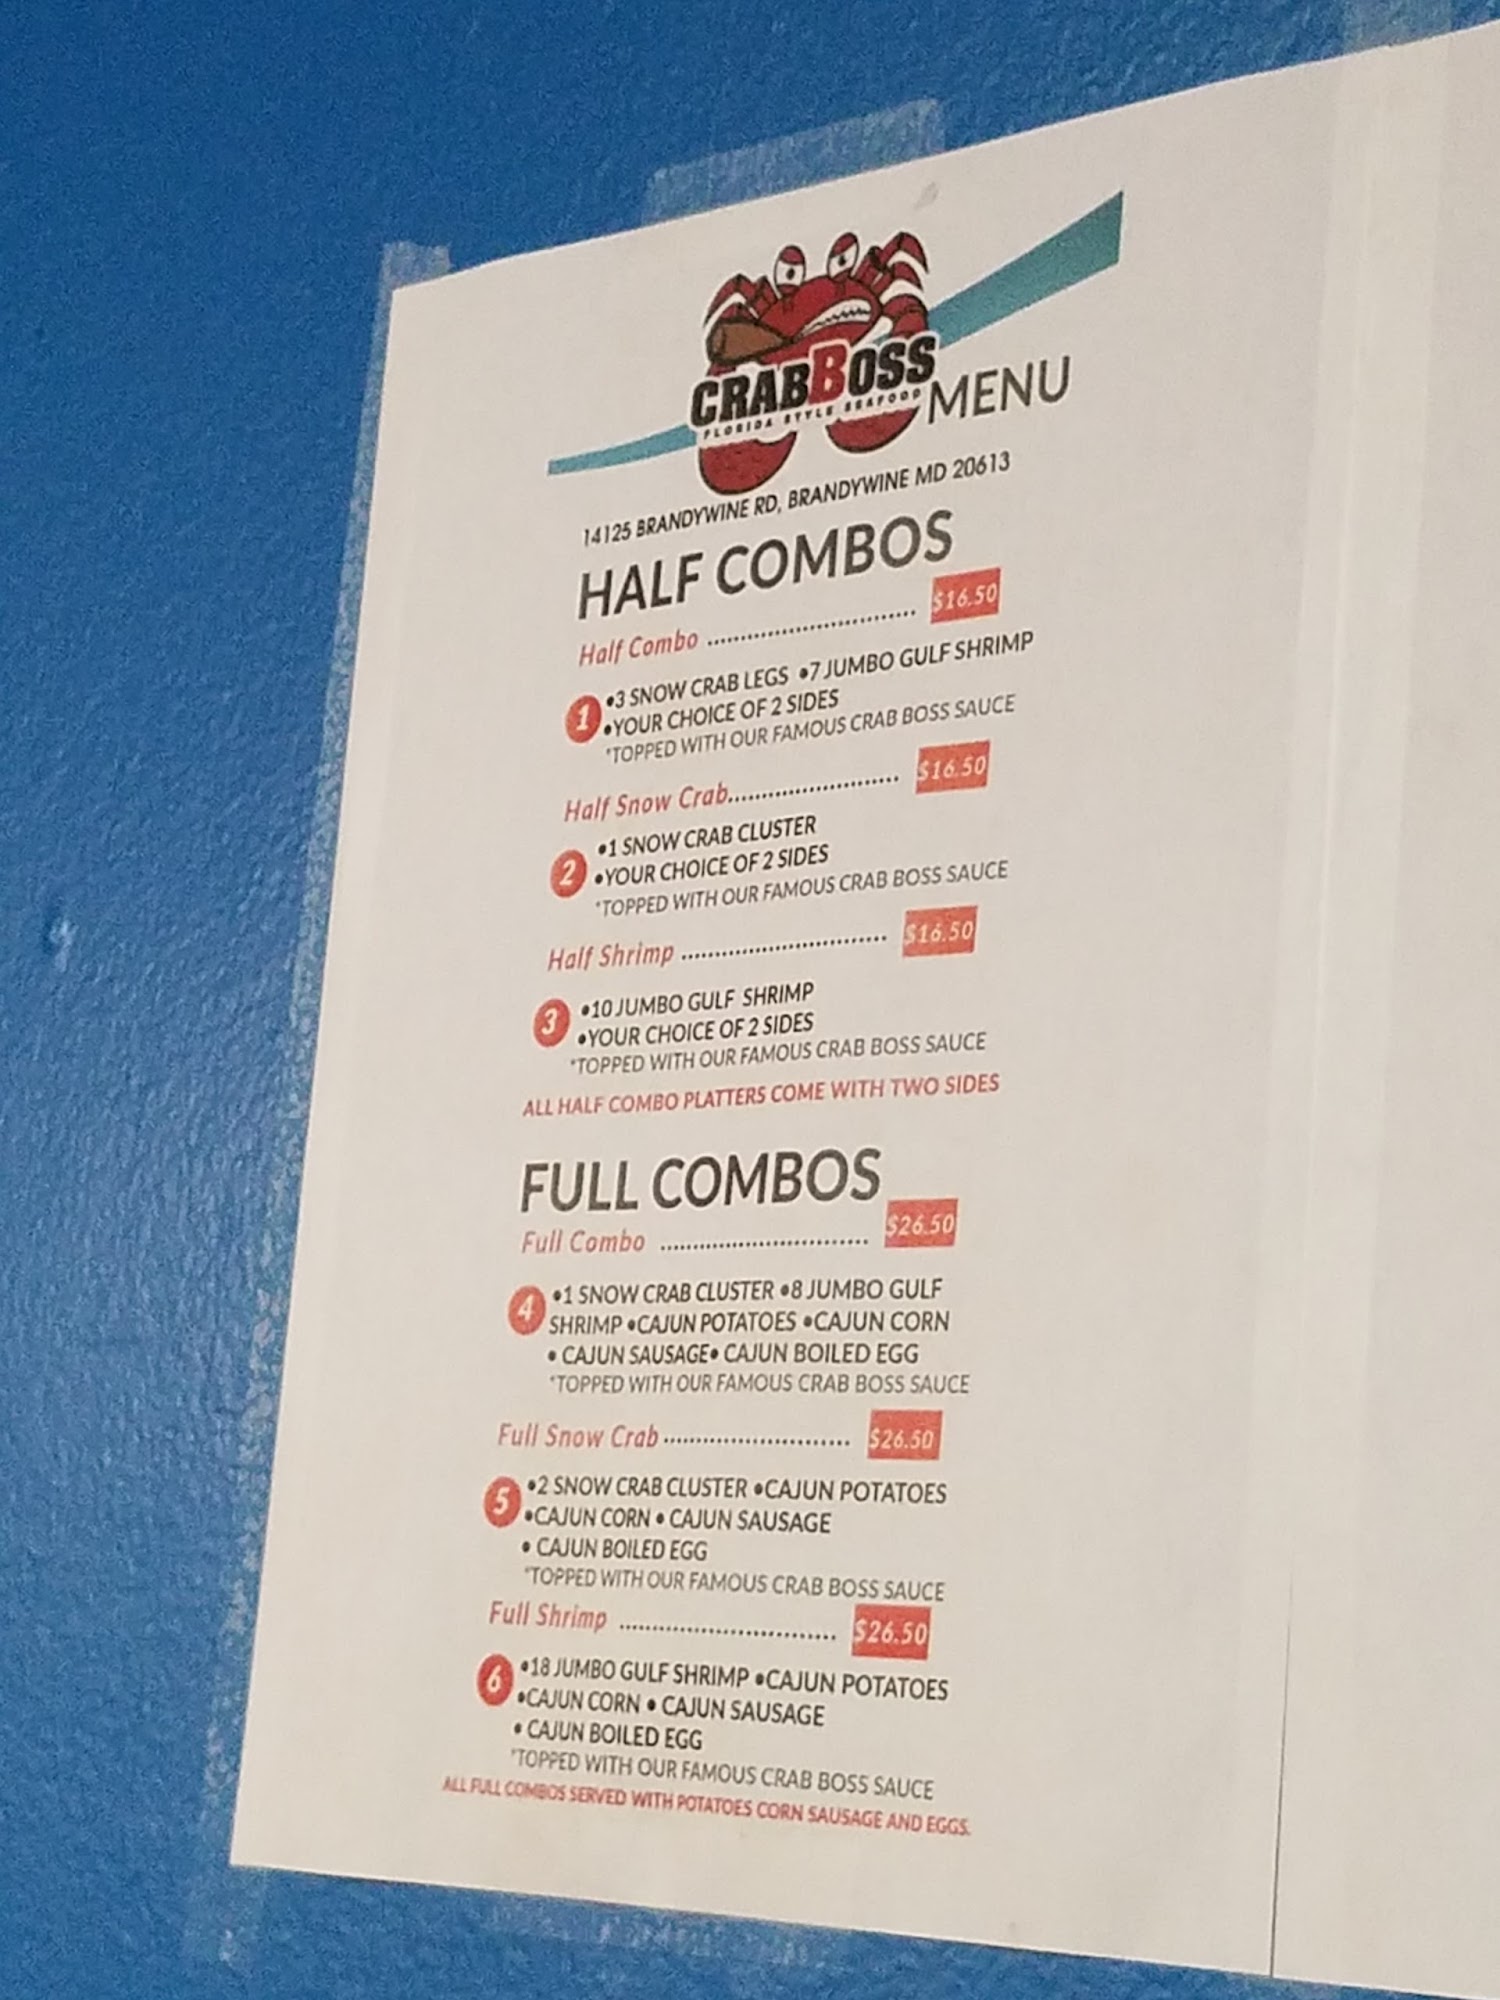 CRABBOSS
FLORIDA STYLE SEAFOOD
MENU
14125 BRANDYWINE RD, BRANDYWINE MD 20613
HALF COMBOS
Half Combo ................................ $16.50
1 •3 SNOW CRAB LEGS •7 JUMBO GULF SHRIMP
•YOUR CHOICE OF 2 SIDES
*TOPPED WITH OUR FAMOUS CRAB BOSS SAUCE
Half Snow Crab.......................... $16.50
2 •1 SNOW CRAB CLUSTER
•YOUR CHOICE OF 2 SIDES
*TOPPED WITH OUR FAMOUS CRAB BOSS SAUCE
Half Shrimp ............................... $16.50
3 •10 JUMBO GULF SHRIMP
•YOUR CHOICE OF 2 SIDES
*TOPPED WITH OUR FAMOUS CRAB BOSS SAUCE
ALL HALF COMBO PLATTERS COME WITH TWO SIDES
FULL COMBOS
Full Combo ................................ $26.50
4 •1 SNOW CRAB CLUSTER •8 JUMBO GULF
SHRIMP •CAJUN POTATOES •CAJUN CORN
• CAJUN SAUSAGE• CAJUN BOILED EGG
*TOPPED WITH OUR FAMOUS CRAB BOSS SAUCE
Full Snow Crab ............................ $26.50
5 •2 SNOW CRAB CLUSTER •CAJUN POTATOES
•CAJUN CORN • CAJUN SAUSAGE
• CAJUN BOILED EGG
*TOPPED WITH OUR FAMOUS CRAB BOSS SAUCE
Full Shrimp ................................ $26.50
6 •18 JUMBO GULF SHRIMP •CAJUN POTATOES
•CAJUN CORN • CAJUN SAUSAGE
• CAJUN BOILED EGG
*TOPPED WITH OUR FAMOUS CRAB BOSS SAUCE
ALL FULL COMBOS SERVED WITH POTATOES CORN SAUSAGE AND EGGS.